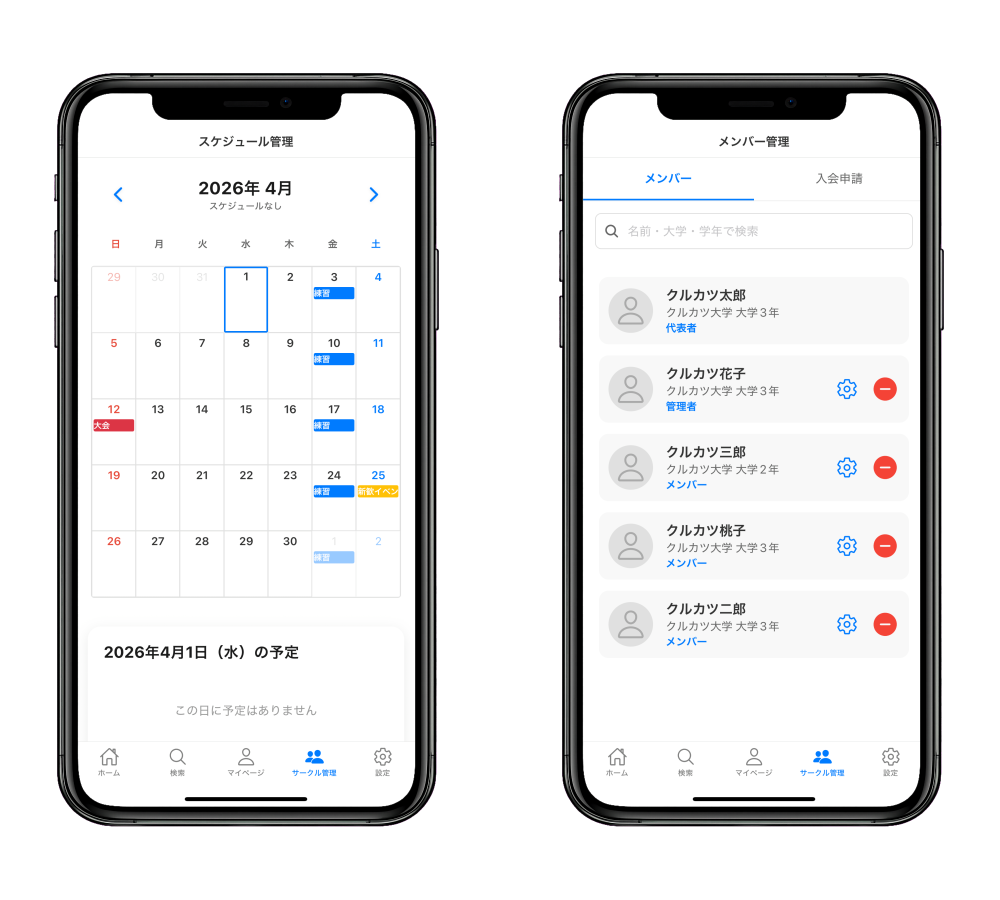 スケジュール管理
2026年 4月
スケジュールなし
日 月 火 水 木 金 土
29 30 31 1 2 3 4
練習
5 6 7 8 9 10 11
練習
12 13 14 15 16 17 18
大会 練習
19 20 21 22 23 24 25
練習 新歓イベン
26 27 28 29 30 1 2
練習
2026年4月1日（水）の予定
この日に予定はありません
ホーム 検索 マイページ サークル管理 設定
メンバー管理
メンバー 入会申請
名前・大学・学年で検索
クルカツ太郎
クルカツ大学 大学３年
代表者
クルカツ花子
クルカツ大学 大学３年
管理者
クルカツ三郎
クルカツ大学 大学２年
メンバー
クルカツ桃子
クルカツ大学 大学３年
メンバー
クルカツ二郎
クルカツ大学 大学３年
メンバー
ホーム 検索 マイページ サークル管理 設定